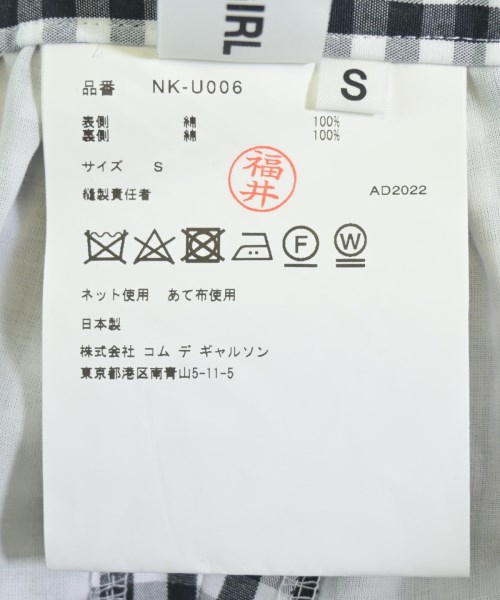 GIRL
S
品番 NK-U006
表側 綿 100%
裏側 綿 100%
サイズ S
福井
縫製責任者 AD2022
F W
ネット使用 あて布使用
日本製
株式会社 コム デ ギャルソン
東京都港区南青山5-11-5